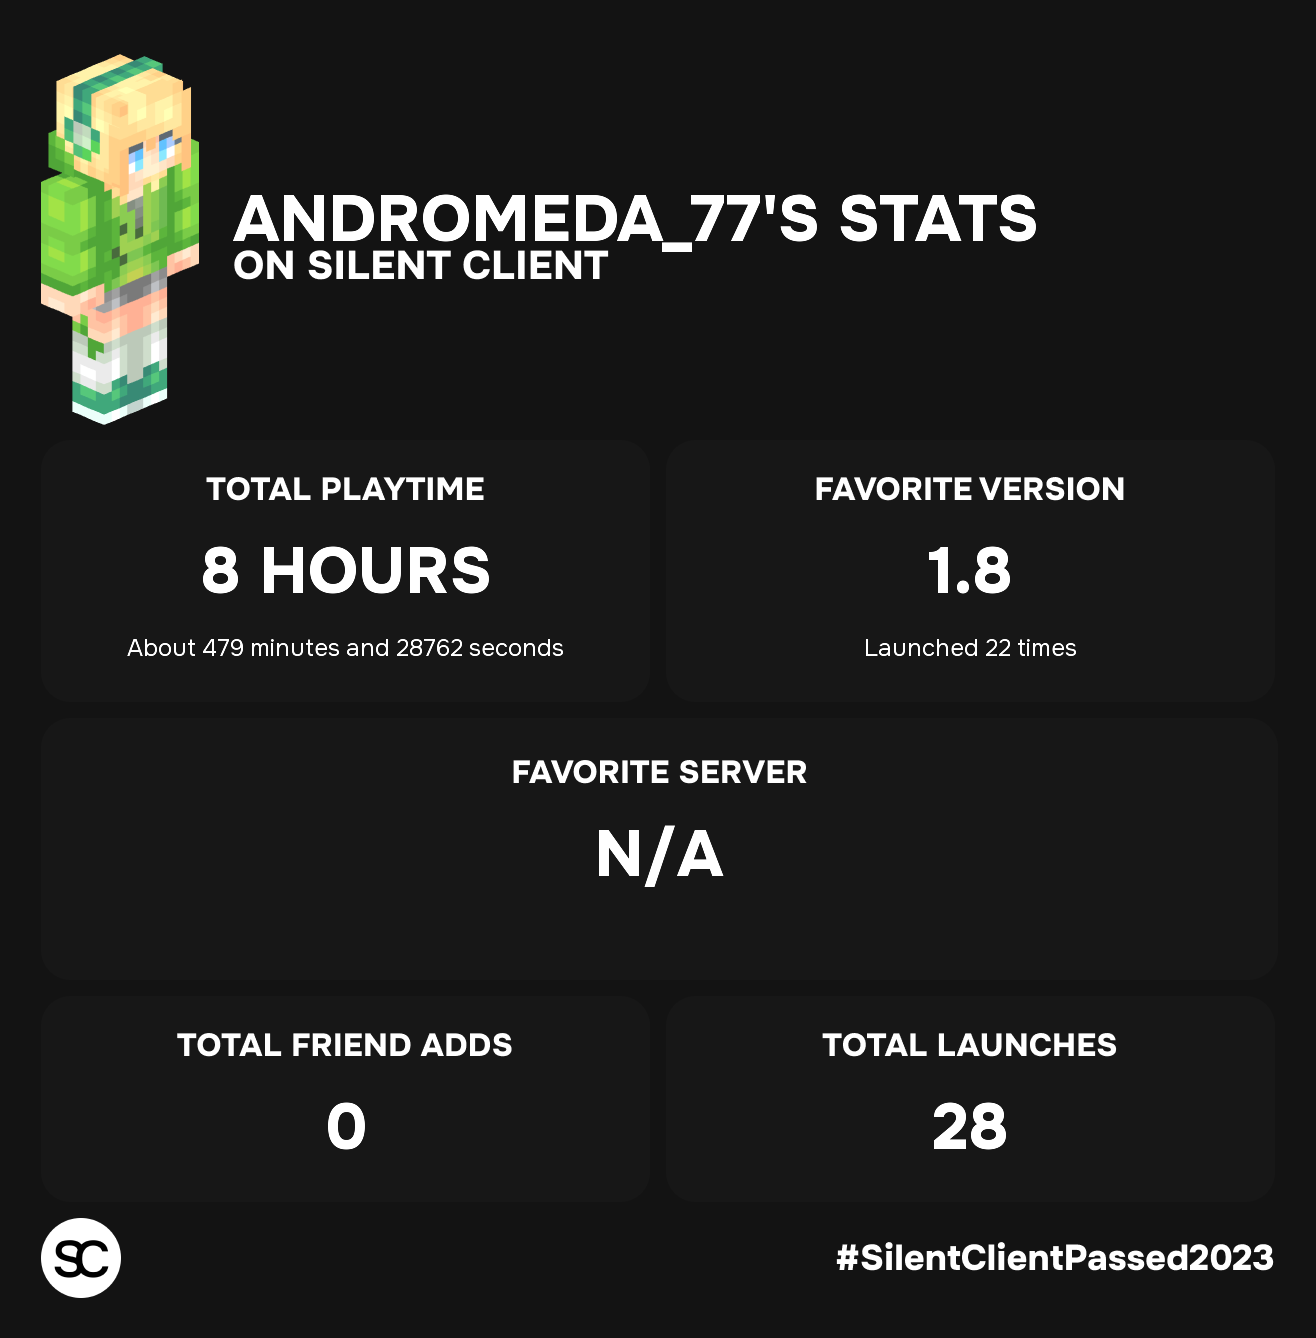 ANDROMEDA_77'S STATS
ON SILENT CLIENT
TOTAL PLAYTIME
8 HOURS
About 479 minutes and 28762 seconds
FAVORITE VERSION
1.8
Launched 22 times
FAVORITE SERVER
N/A
TOTAL FRIEND ADDS
0
TOTAL LAUNCHES
28
SC
#SilentClientPassed2023